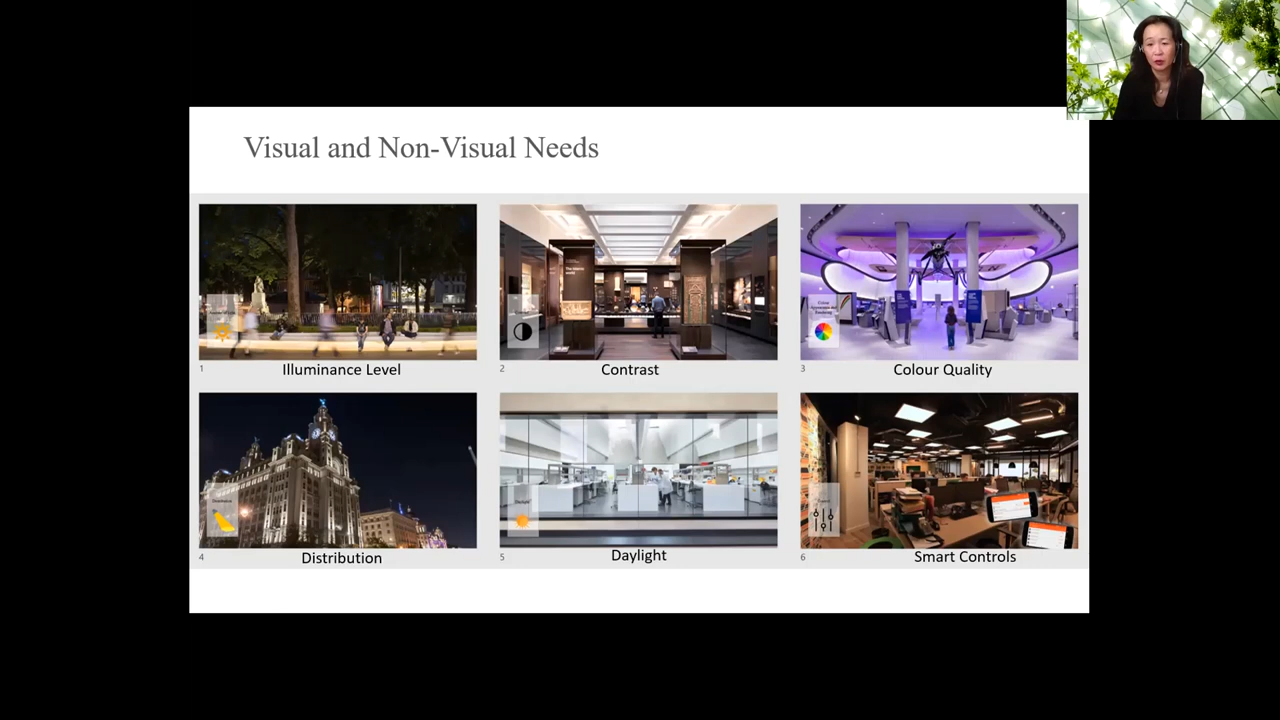 Visual and Non-Visual Needs
1
Illuminance Level
2
Contrast
3
Colour Quality
4
Distribution
5
Daylight
6
Smart Controls